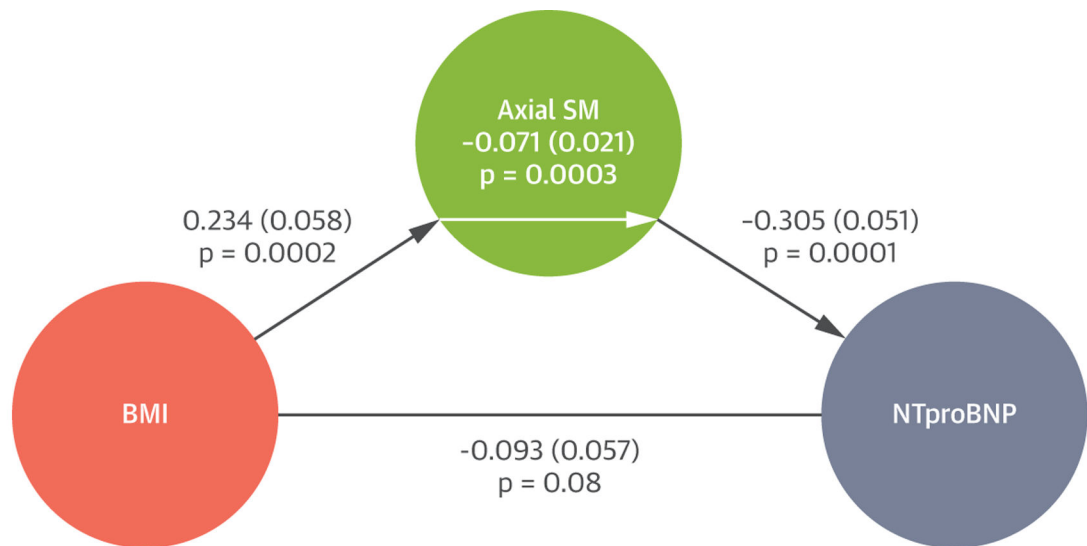 Axial SM
-0.071 (0.021)
p = 0.0003
0.234 (0.058)
p = 0.0002
-0.305 (0.051)
p = 0.0001
BMI
NTproBNP
-0.093 (0.057)
p = 0.08